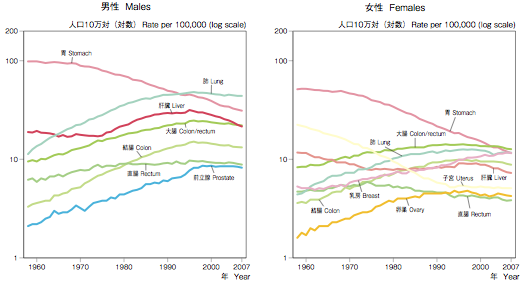 男性 Males
人口10万対（対数） Rate per 100,000 (log scale)
200
100
10
1
胃 Stomach
肺 Lung
肝臓 Liver
大腸 Colon/rectum
結腸 Colon
直腸 Rectum
前立腺 Prostate
1960 1970 1980 1990 2000 2007
年 Year
女性 Females
人口10万対（対数） Rate per 100,000 (log scale)
200
100
10
1
胃 Stomach
大腸 Colon/rectum
肺 Lung
子宮 Uterus
肝臓 Liver
結腸 Colon
乳房 Breast
卵巣 Ovary
直腸 Rectum
1960 1970 1980 1990 2000 2007
年 Year